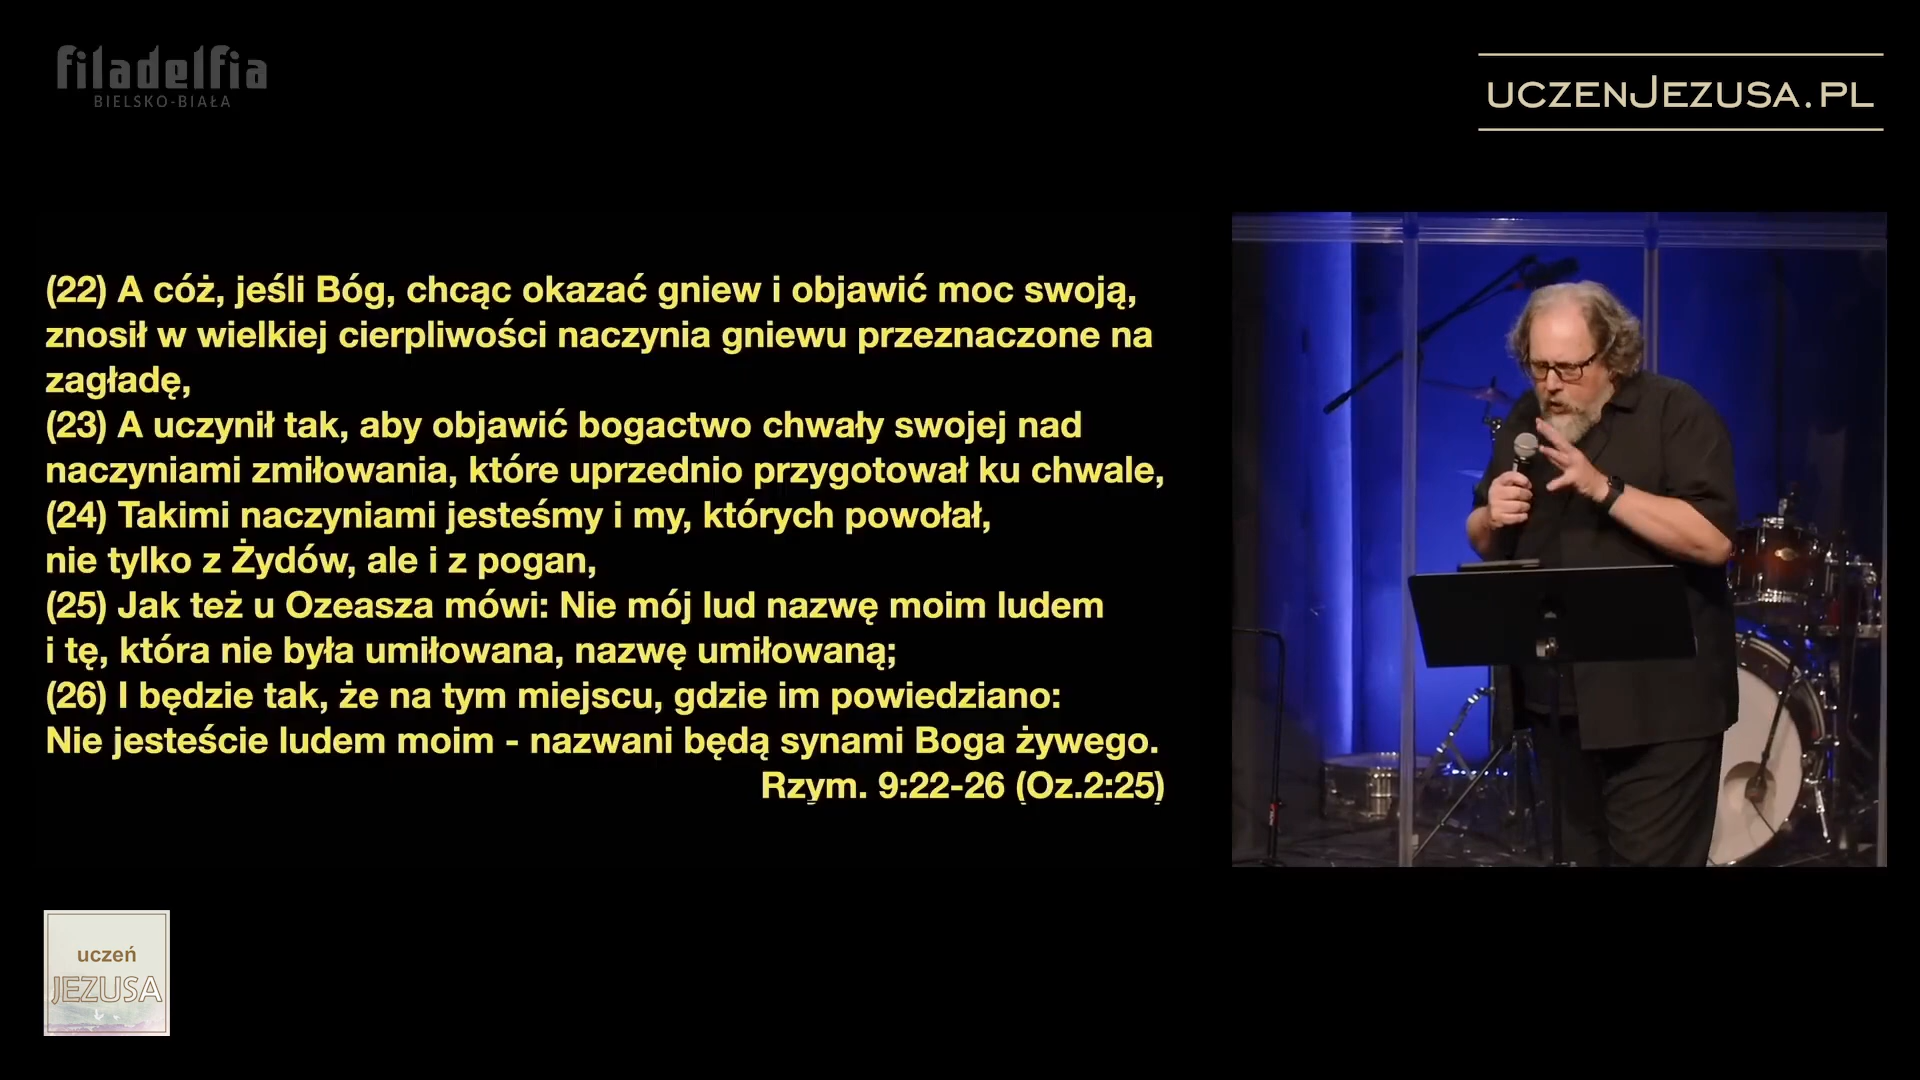 filadelfia
BIELSKO-BIAŁA
UCZENJEZUSA.PL
(22) A cóż, jeśli Bóg, chcąc okazać gniew i objawić moc swoją,
znosił w wielkiej cierpliwości naczynia gniewu przeznaczone na
zagładę,
(23) A uczynił tak, aby objawić bogactwo chwały swojej nad
naczyniami zmiłowania, które uprzednio przygotował ku chwale,
(24) Takimi naczyniami jesteśmy i my, których powołał,
nie tylko z Żydów, ale i z pogan,
(25) Jak też u Ozeasza mówi: Nie mój lud nazwę moim ludem
i tę, która nie była umiłowana, nazwę umiłowaną;
(26) I będzie tak, że na tym miejscu, gdzie im powiedziano:
Nie jesteście ludem moim - nazwani będą synami Boga żywego.
Rzym. 9:22-26 (Oz.2:25)
uczeń
JEZUSA